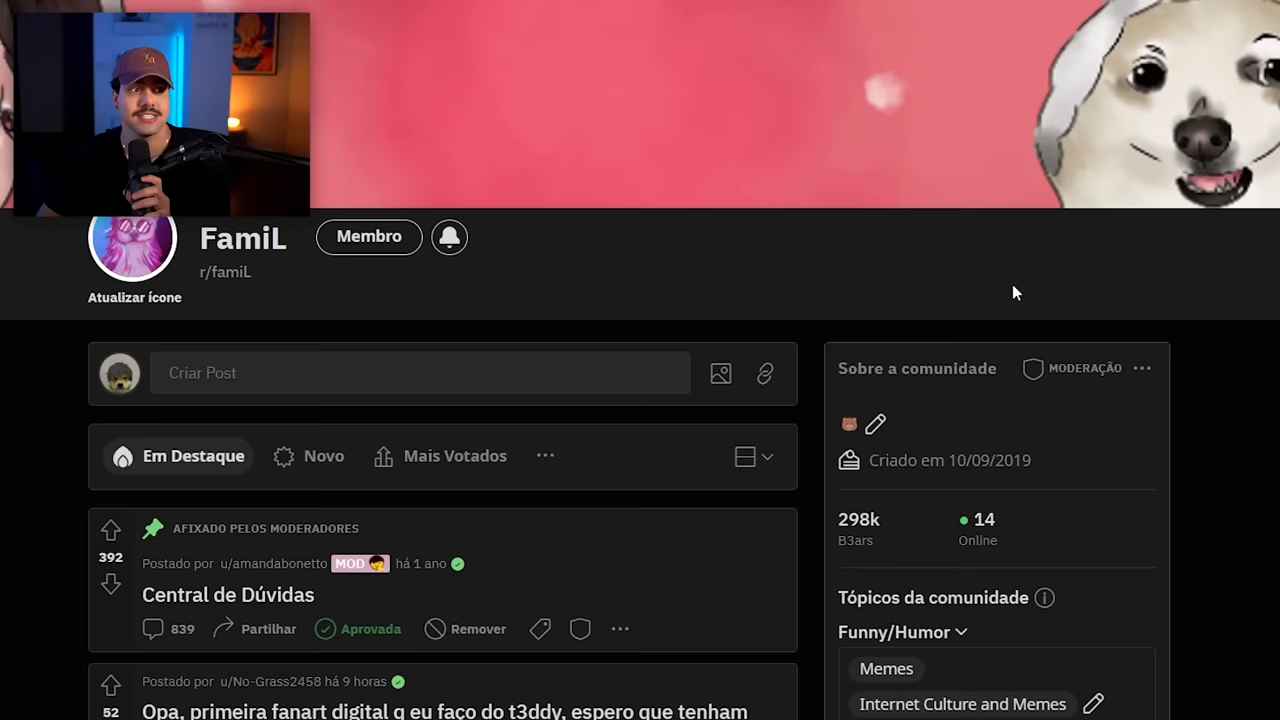 FamiL
Membro
r/famiL
Atualizar ícone
Criar Post
Em Destaque
Novo
Mais Votados
AFIXADO PELOS MODERADORES
392
Postado por u/amandabonetto MOD há 1 ano
Central de Dúvidas
839 Partilhar Aprovada Remover
Postado por u/No-Grass2458 há 9 horas
52
Opa, primeira fanart digital q eu faço do t3ddy, espero que tenham
Sobre a comunidade
MODERAÇÃO
Criado em 10/09/2019
298k 14
B3ars Online
Tópicos da comunidade
Funny/Humor
Memes
Internet Culture and Memes